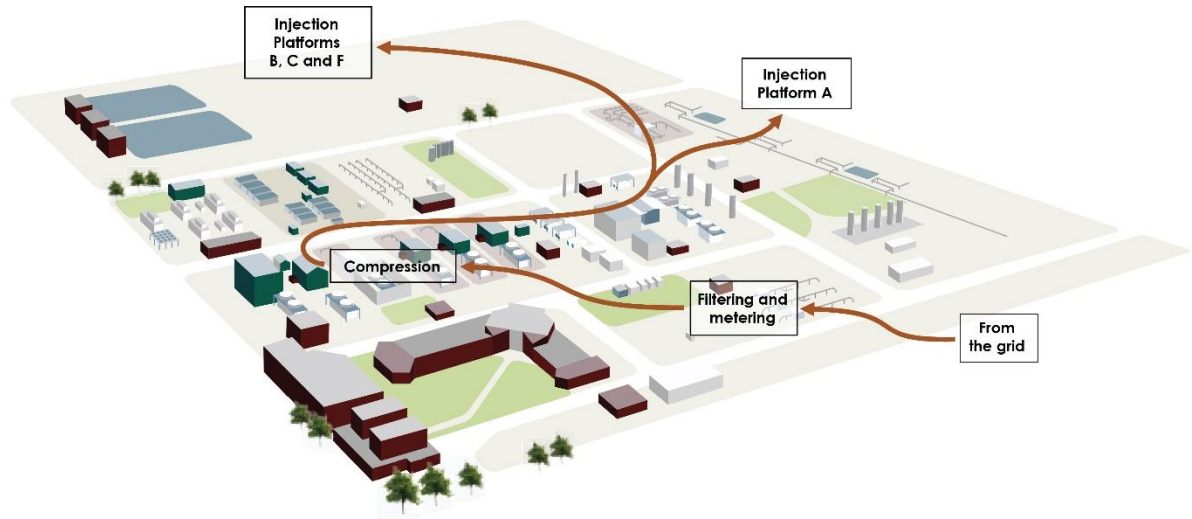 Injection
Platforms
B, C and F
Injection
Platform A
Compression
Filtering and
metering
From
the grid